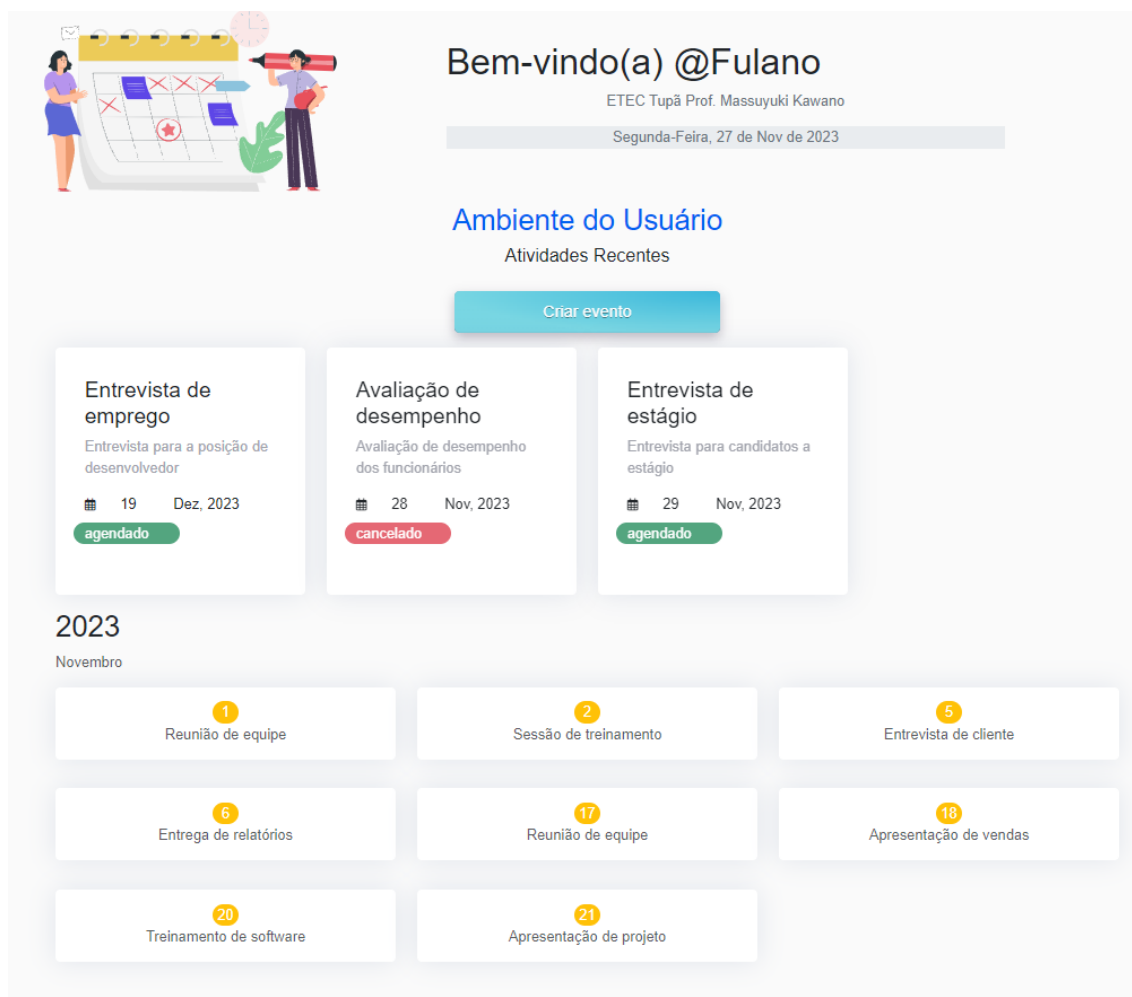 Bem-vindo(a) @Fulano
ETEC Tupã Prof. Massuyuki Kawano
Segunda-Feira, 27 de Nov de 2023
Ambiente do Usuário
Atividades Recentes
Criar evento
Entrevista de
emprego
Entrevista para a posição de
desenvolvedor
19 Dez, 2023
agendado
Avaliação de
desempenho
Avaliação de desempenho
dos funcionários
28 Nov, 2023
cancelado
Entrevista de
estágio
Entrevista para candidatos a
estágio
29 Nov, 2023
agendado
2023
Novembro
1
Reunião de equipe
2
Sessão de treinamento
5
Entrevista de cliente
6
Entrega de relatórios
17
Reunião de equipe
18
Apresentação de vendas
20
Treinamento de software
21
Apresentação de projeto